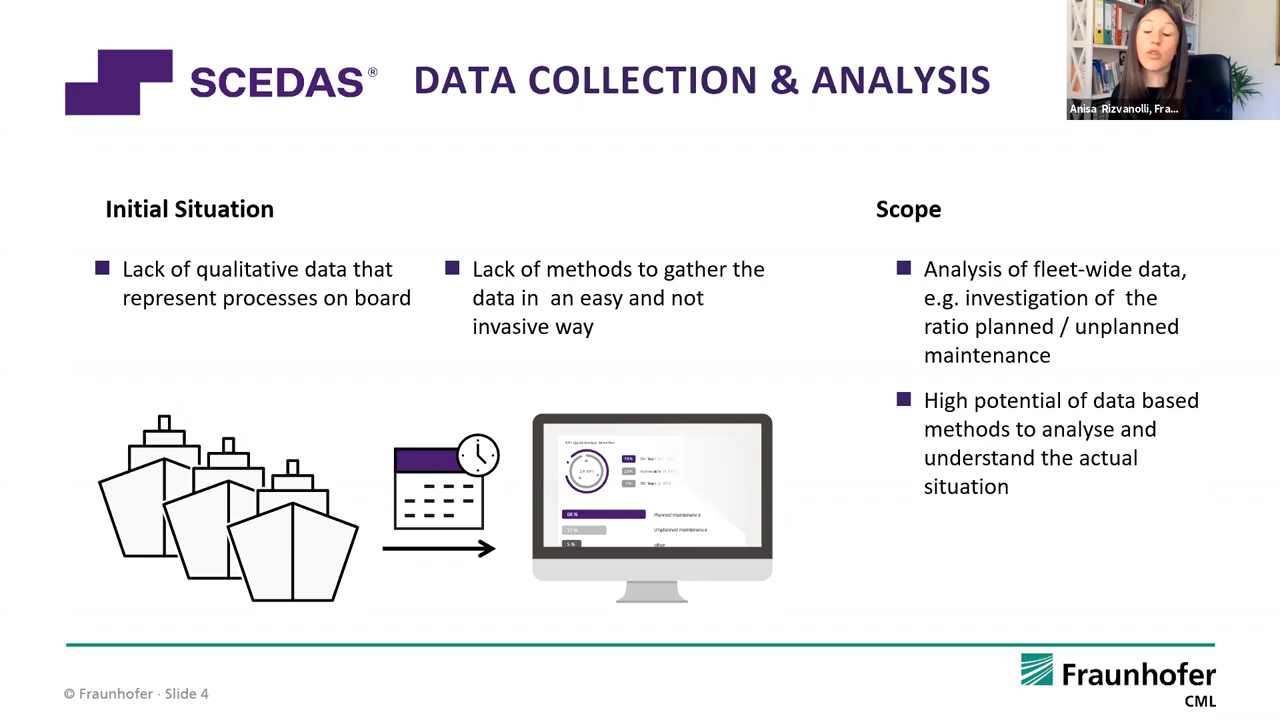 SCEDAS® DATA COLLECTION & ANALYSIS
Anisa Rizvanolli, Fra...
Initial Situation
Lack of qualitative data that
represent processes on board
Lack of methods to gather the
data in an easy and not
invasive way
Scope
Analysis of fleet-wide data,
e.g. investigation of the
ratio planned / unplanned
maintenance
High potential of data based
methods to analyse and
understand the actual
situation
68 % Planned maintenance
Unplanned maintenance
5 % other
Fraunhofer
CML
© Fraunhofer · Slide 4